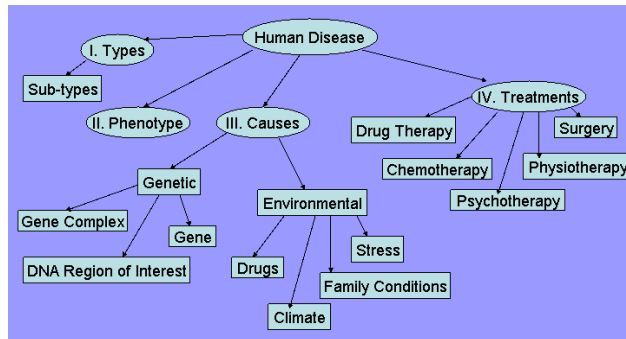 Human Disease
I. Types
Sub-types
II. Phenotype
III. Causes
IV. Treatments
Drug Therapy
Surgery
Chemotherapy
Physiotherapy
Psychotherapy
Genetic
Environmental
Gene Complex
Gene
DNA Region of Interest
Stress
Drugs
Family Conditions
Climate